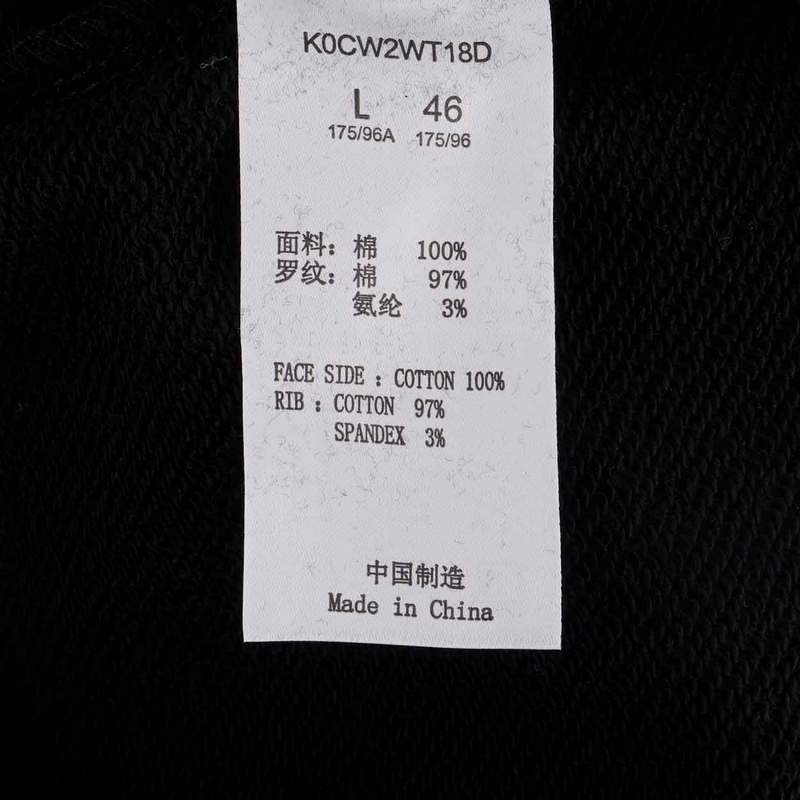 K0CW2WT18D
L 46
175/96A 175/96
面料：棉 100%
罗纹：棉 97%
氨纶 3%
FACE SIDE : COTTON 100%
RIB : COTTON 97%
SPANDEX 3%
中国制造
Made in China